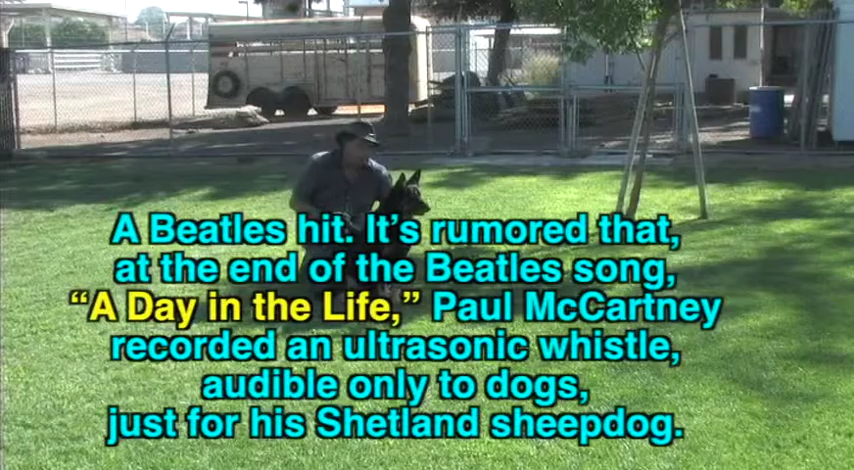 A Beatles hit. It’s rumored that,
at the end of the Beatles song,
“A Day in the Life,” Paul McCartney
recorded an ultrasonic whistle,
audible only to dogs,
just for his Shetland sheepdog.